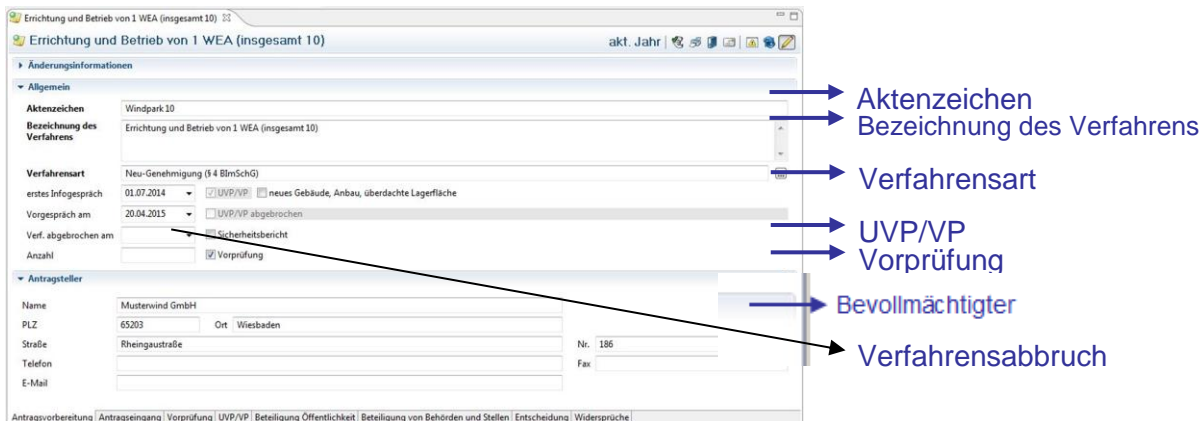 Errichtung und Betrieb von 1 WEA (insgesamt 10)
Errichtung und Betrieb von 1 WEA (insgesamt 10) akt. Jahr
Änderungsinformationen
Allgemein
Aktenzeichen Windpark 10 Aktenzeichen
Bezeichnung des Verfahrens Errichtung und Betrieb von 1 WEA (insgesamt 10) Bezeichnung des Verfahrens
Verfahrensart Neu-Genehmigung (§ 4 BImSchG) Verfahrensart
erstes Infogespräch 01.07.2014 UVP/VP neues Gebäude, Anbau, überdachte Lagerfläche
Vorgespräch am 20.04.2015 UVP/VP abgebrochen UVP/VP
Verf. abgebrochen am Sicherheitsbericht
Anzahl Vorprüfung Vorprüfung
Antragsteller
Name Musterwind GmbH Bevollmächtigter
PLZ 65203 Ort Wiesbaden
Straße Rheingaustraße Nr. 186 Verfahrensabbruch
Telefon Fax
E-Mail
Antragsvorbereitung Antragseingang Vorprüfung UVP/VP Beteiligung Öffentlichkeit Beteiligung von Behörden und Stellen Entscheidung Widersprüche